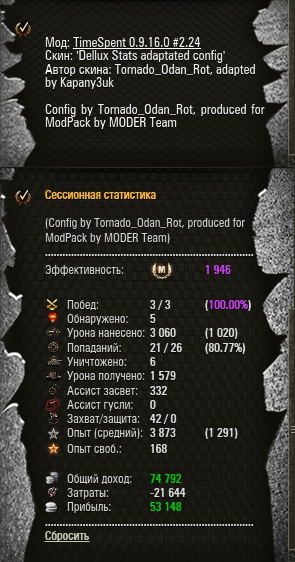 Мод: TimeSpent 0.9.16.0 #2.24
Скин: 'Dellux Stats adaptated config'
Автор скина: Tornado_Odan_Rot, adapted
by Kapany3uk
Config by Tornado_Odan_Rot, produced for
ModPack by MODER Team
Сессионная статистика
(Config by Tornado_Odan_Rot, produced for
ModPack by MODER Team)
Эффективность: M 1 946
Побед: 3 / 3 (100.00%)
Обнаружено: 5
Урона нанесено: 3 060 (1 020)
Попаданий: 21 / 26 (80.77%)
Уничтожено: 6
Урона получено: 1 579
Ассист засвет: 332
Ассист гусли: 0
Захват/защита: 42 / 0
Опыт (средний): 3 873 (1 291)
Опыт своб.: 168
Общий доход: 74 792
Затраты: -21 644
Прибыль: 53 148
Сбросить